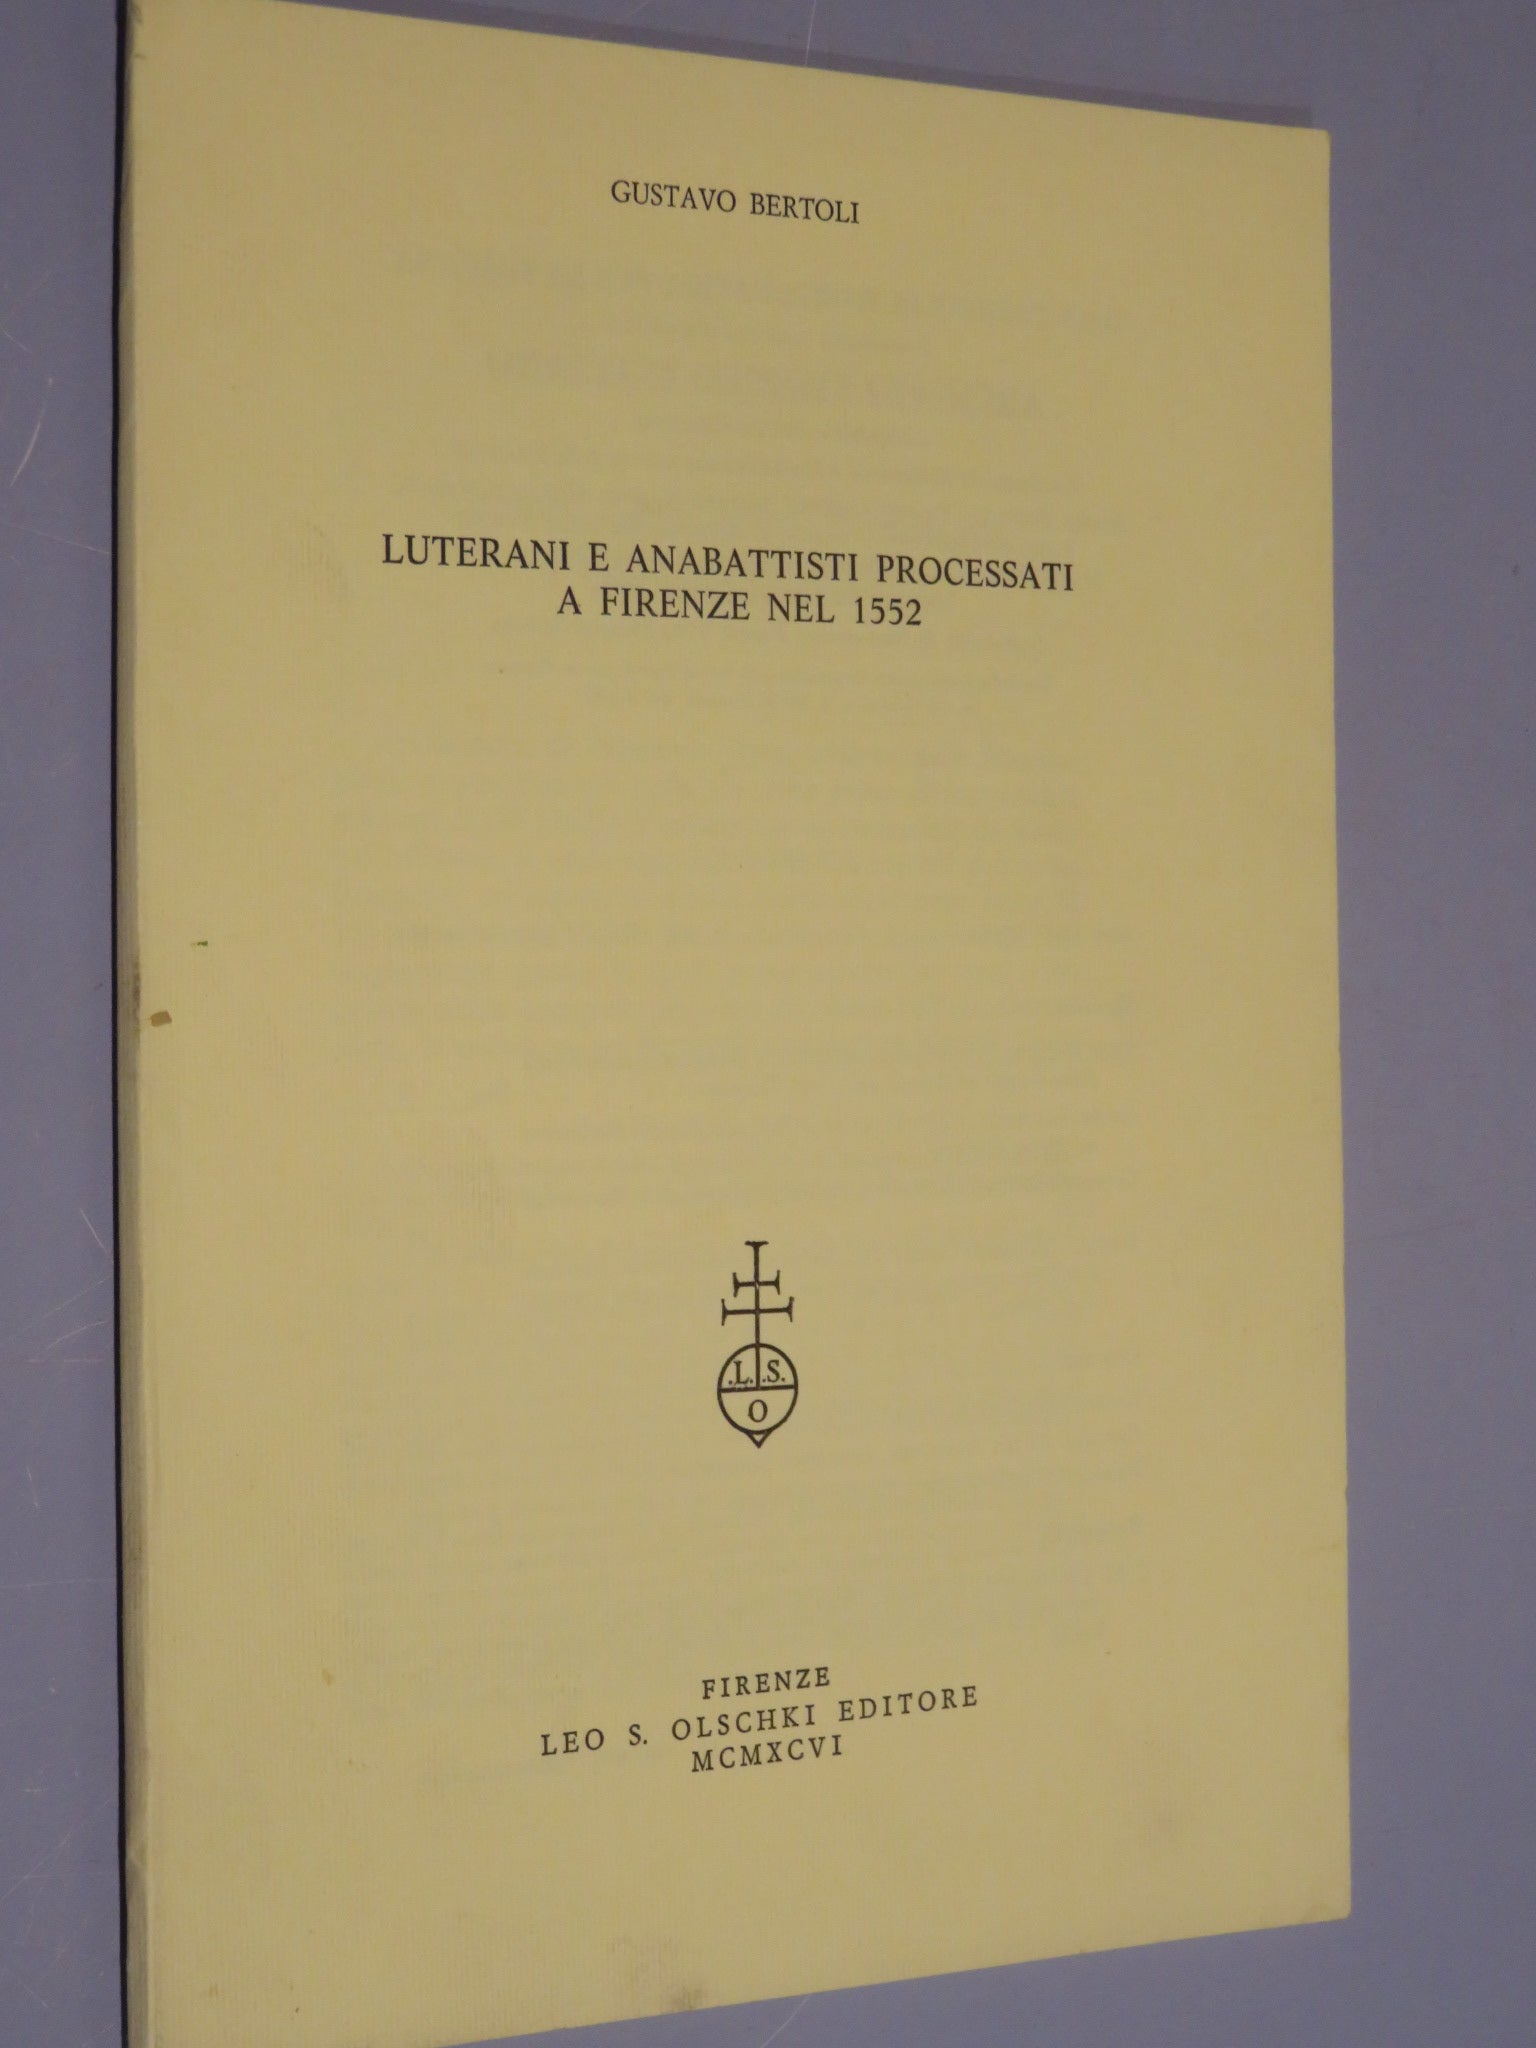 GUSTAVO BERTOLI
LUTERANI E ANABATTISTI PROCESSATI
A FIRENZE NEL 1552
.L.S.
O
FIRENZE
LEO S. OLSCHKI EDITORE
MCMXCVI